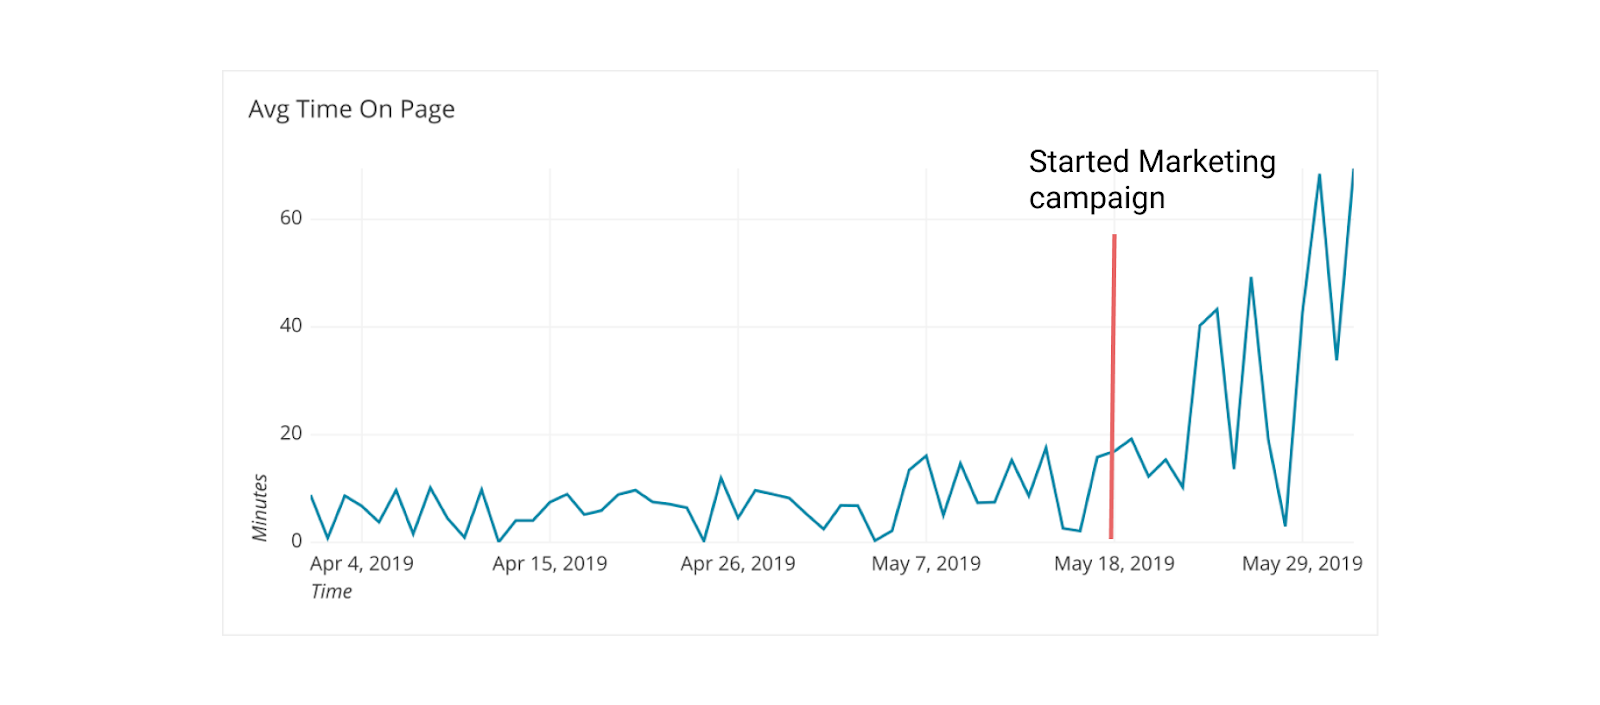 Avg Time On Page
Started Marketing
campaign
60
40
20
0
Minutes
Apr 4, 2019
Apr 15, 2019
Apr 26, 2019
May 7, 2019
May 18, 2019
May 29, 2019
Time